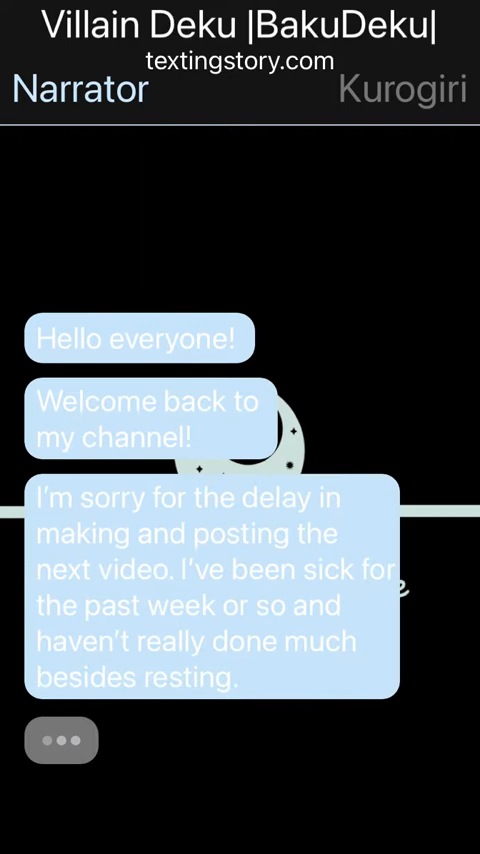 Villain Deku |BakuDeku|
textingstory.com
Narrator
Kurogiri
Hello everyone!
Welcome back to
my channel!
I'm sorry for the delay in
making and posting the
next video. I've been sick for
the past week or so and
haven't really done much
besides resting.